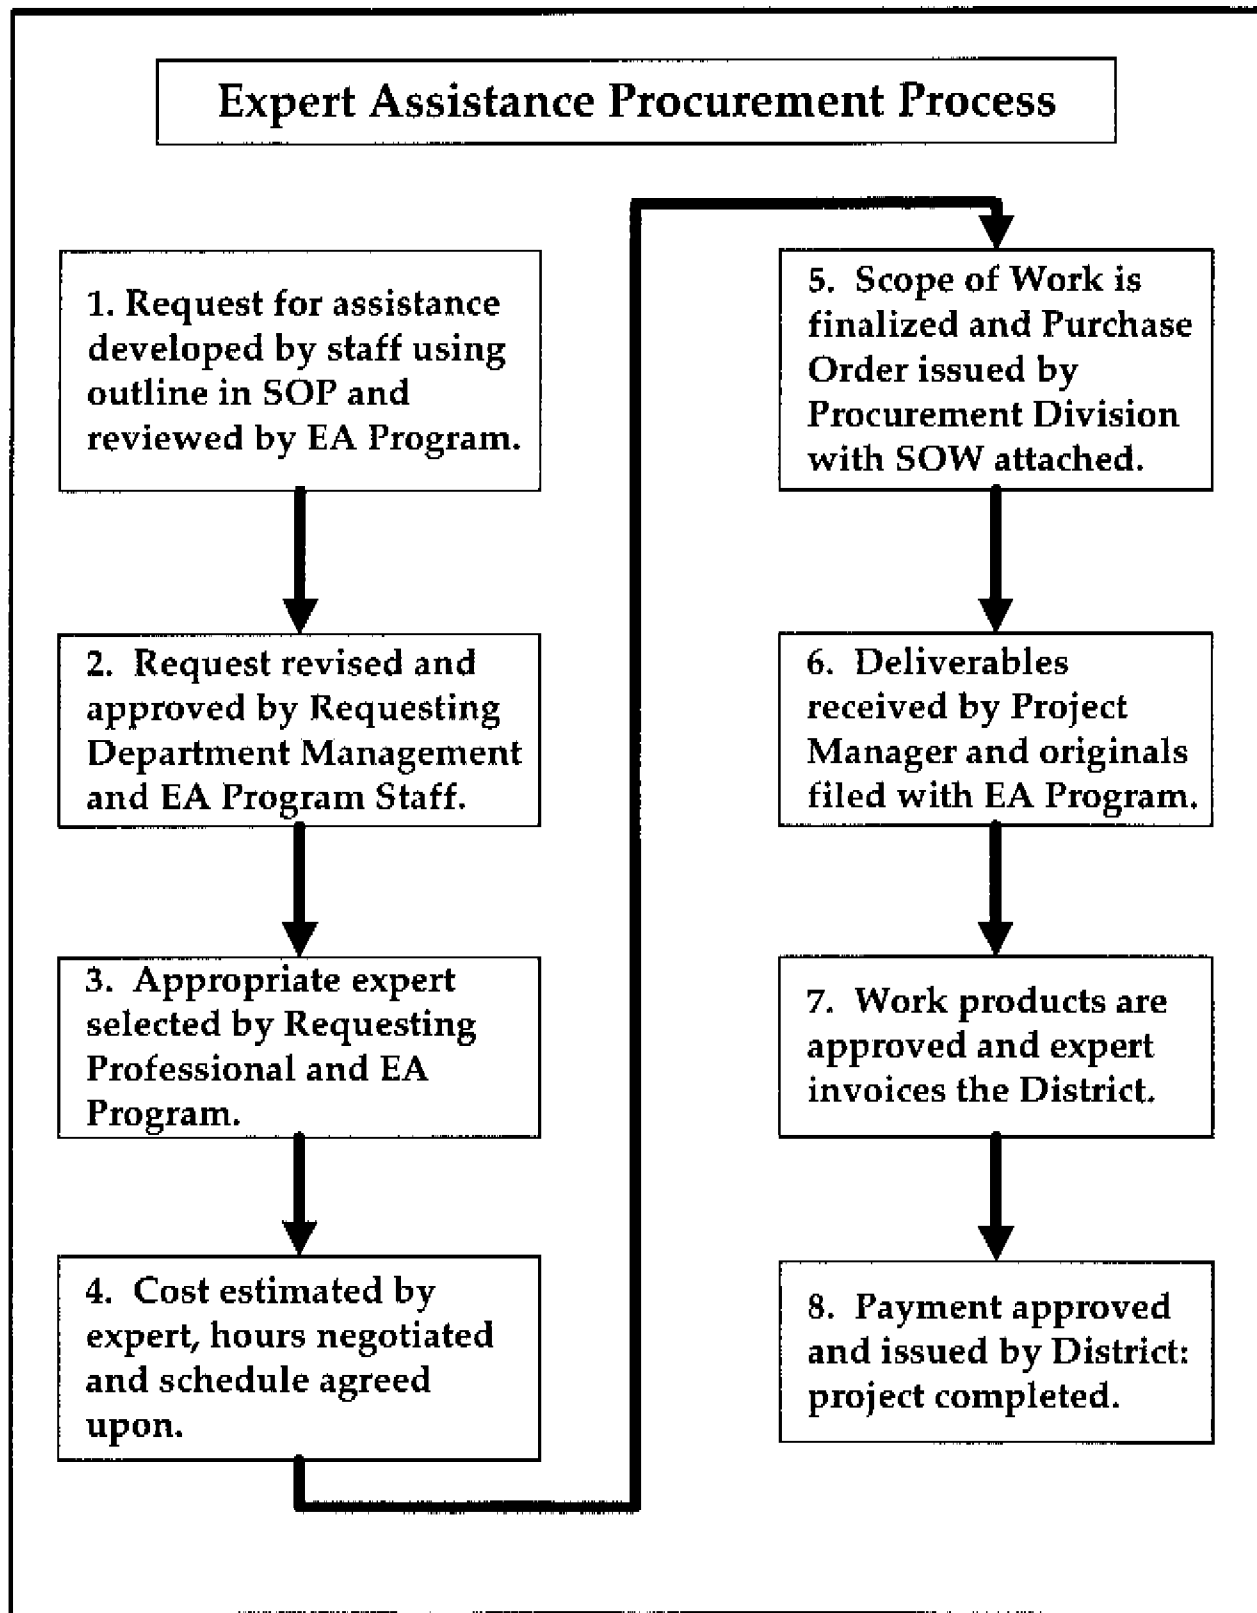 Expert Assistance Procurement Process
1. Request for assistance
developed by staff using
outline in SOP and
reviewed by EA Program.
2. Request revised and
approved by Requesting
Department Management
and EA Program Staff.
3. Appropriate expert
selected by Requesting
Professional and EA
Program.
4. Cost estimated by
expert, hours negotiated
and schedule agreed
upon.
5. Scope of Work is
finalized and Purchase
Order issued by
Procurement Division
with SOW attached.
6. Deliverables
received by Project
Manager and originals
filed with EA Program.
7. Work products are
approved and expert
invoices the District.
8. Payment approved
and issued by District:
project completed.